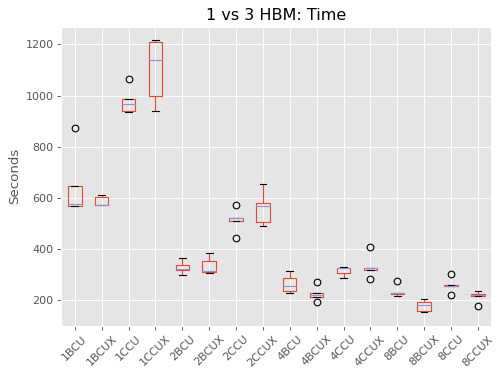 1 vs 3 HBM: Time
Seconds
1200
1000
800
600
400
200
1BCU
1BCUX
1CCU
1CCUX
2BCU
2BCUX
2CCU
2CCUX
4BCU
4BCUX
4CCU
4CCUX
8BCU
8BCUX
8CCU
8CCUX